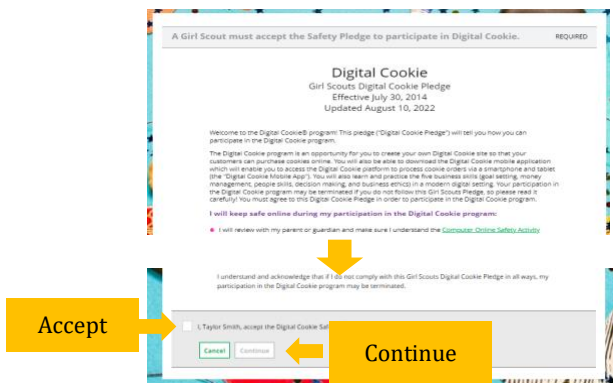 A Girl Scout must accept the Safety Pledge to participate in Digital Cookie. REQUIRED
Digital Cookie
Girl Scouts Digital Cookie Pledge
Effective July 30, 2014
Updated August 10, 2022
Welcome to the Digital Cookie® program! This pledge ("Digital Cookie Pledge") will tell you how you can
participate in the Digital Cookie program.
The Digital Cookie program is an opportunity for you to create your own Digital Cookie site so that your
customers can purchase cookies online. You will also be able to download the Digital Cookie mobile application
which will enable you to access the Digital Cookie platform to process cookie orders via a smartphone and tablet
(the "Digital Cookie Mobile App"). You will also learn and practice the five business skills (goal setting, money
management, people skills, decision making, and business ethics) in a modern digital setting. Your participation in
the Digital Cookie program may be terminated if you do not follow this Girl Scouts Pledge, so please read it
carefully! You must agree to this Digital Cookie Pledge in order to participate in the Digital Cookie program.
I will keep safe online during my participation in the Digital Cookie program:
I will review with my parent or guardian and make sure I understand the Computer Online Safety Activity
I understand and acknowledge that if I do not comply with this Girl Scouts Digital Cookie Pledge in all ways, my
participation in the Digital Cookie program may be terminated.
Accept
I, Taylor Smith, accept the Digital Cookie Saf
Cancel Continue
Continue